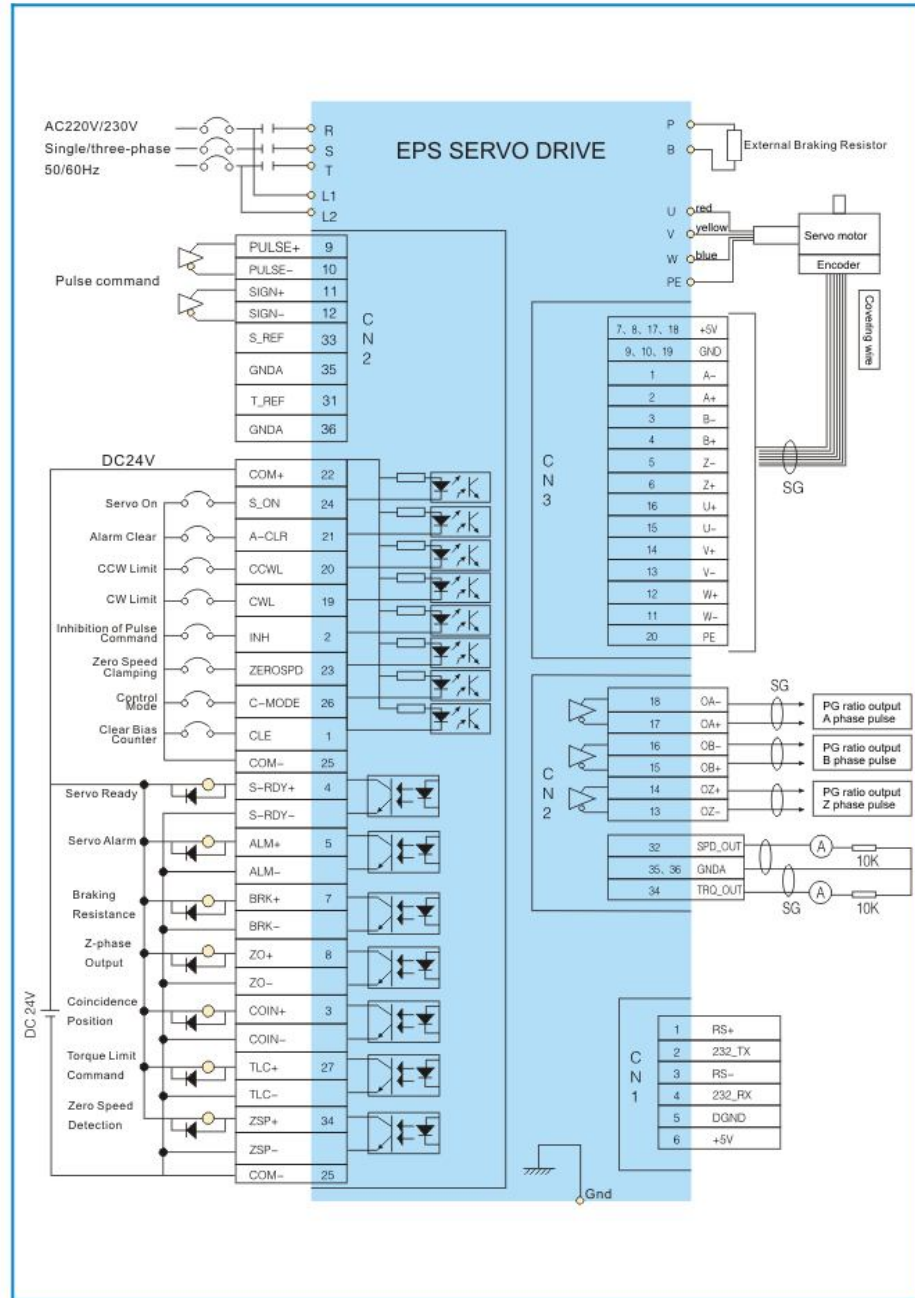 EPS SERVO DRIVE
AC220V/230V
Single/three-phase
50/60Hz
R
S
T
L1
L2
P
B
External Braking Resistor
U red
V yellow
W blue
PE
Servo motor
Encoder
Covering wire
Pulse command
PULSE+ 9
PULSE- 10
SIGN+ 11
SIGN- 12
S_REF 33
GNDA 35
T_REF 31
GNDA 36
CN2
DC24V
COM+ 22
Servo On S_ON 24
Alarm Clear A-CLR 21
CCW Limit CCWL 20
CW Limit CWL 19
Inhibition of Pulse
Command INH 2
Zero Speed
Clamping ZEROSPD 23
Control
Mode C-MODE 26
Clear Bias
Counter CLE 1
COM- 25
Servo Ready S-RDY+ 4
S-RDY-
Servo Alarm ALM+ 5
ALM-
Braking
Resistance BRK+ 7
BRK-
Z-phase
Output ZO+ 8
ZO-
DC 24V
Coincidence
Position COIN+ 3
COIN-
Torque Limit
Command TLC+ 27
TLC-
Zero Speed
Detection ZSP+ 34
ZSP-
COM- 25
CN3
7、8、17、18 +5V
9、10、19 GND
1 A-
2 A+
3 B-
4 B+
5 Z-
6 Z+
16 U+
15 U-
14 V+
13 V-
12 W+
11 W-
20 PE
SG
CN2
18 OA-
17 OA+
16 OB-
15 OB+
14 OZ+
13 OZ-
SG
PG ratio output
A phase pulse
PG ratio output
B phase pulse
PG ratio output
Z phase pulse
32 SPD_OUT
35、36 GNDA
34 TRQ_OUT
A
10K
SG
A
10K
CN1
1 RS+
2 232_TX
3 RS-
4 232_RX
5 DGND
6 +5V
Gnd